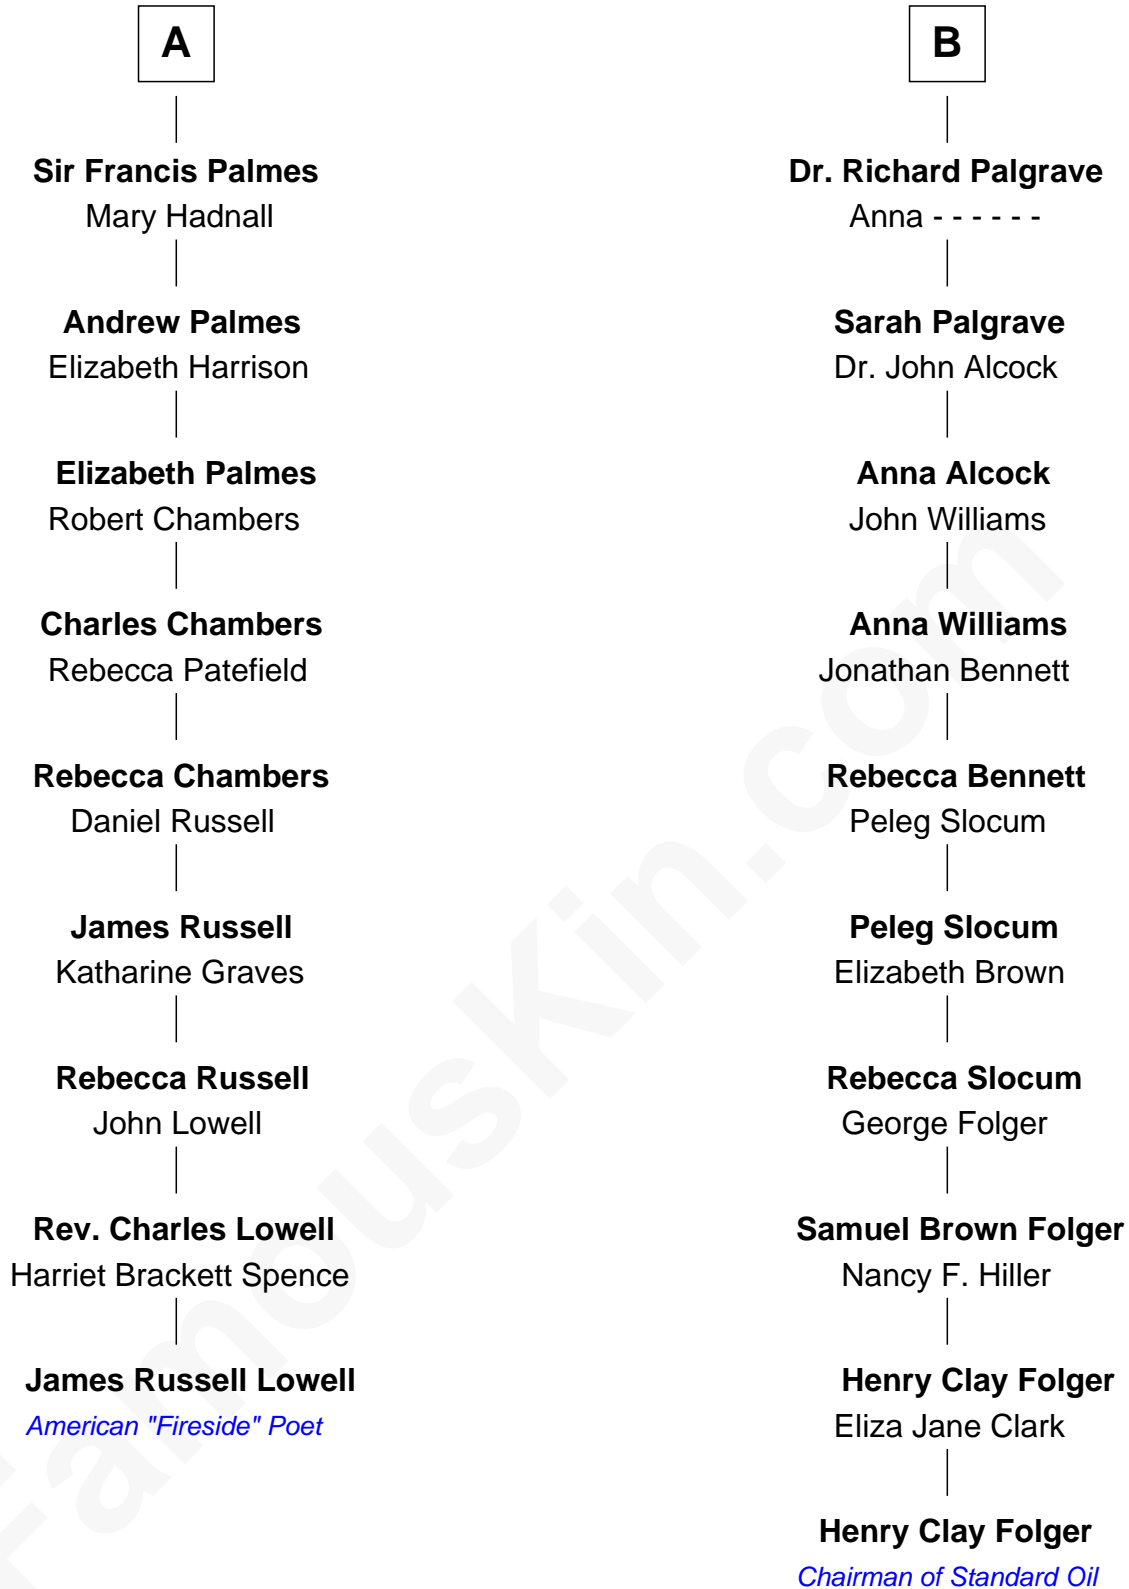 A
Sir Francis Palmes
Mary Hadnall
Andrew Palmes
Elizabeth Harrison
Elizabeth Palmes
Robert Chambers
Charles Chambers
Rebecca Patefield
Rebecca Chambers
Daniel Russell
James Russell
Katharine Graves
Rebecca Russell
John Lowell
Rev. Charles Lowell
Harriet Brackett Spence
James Russell Lowell
American "Fireside" Poet
B
Dr. Richard Palgrave
Anna - - - - - -
Sarah Palgrave
Dr. John Alcock
Anna Alcock
John Williams
Anna Williams
Jonathan Bennett
Rebecca Bennett
Peleg Slocum
Peleg Slocum
Elizabeth Brown
Rebecca Slocum
George Folger
Samuel Brown Folger
Nancy F. Hiller
Henry Clay Folger
Eliza Jane Clark
Henry Clay Folger
Chairman of Standard Oil
FamousKin.com